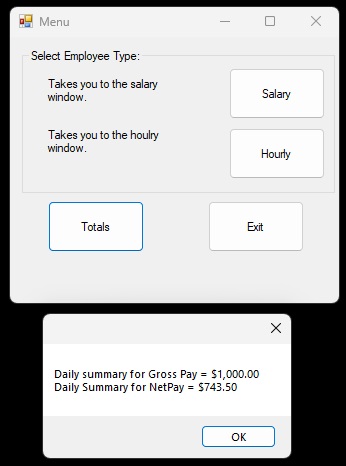 Menu
Select Employee Type:
Takes you to the salary
window.
Salary
Takes you to the houlry
window.
Hourly
Totals
Exit
Daily summary for Gross Pay = $1,000.00
Daily Summary for NetPay = $743.50
OK